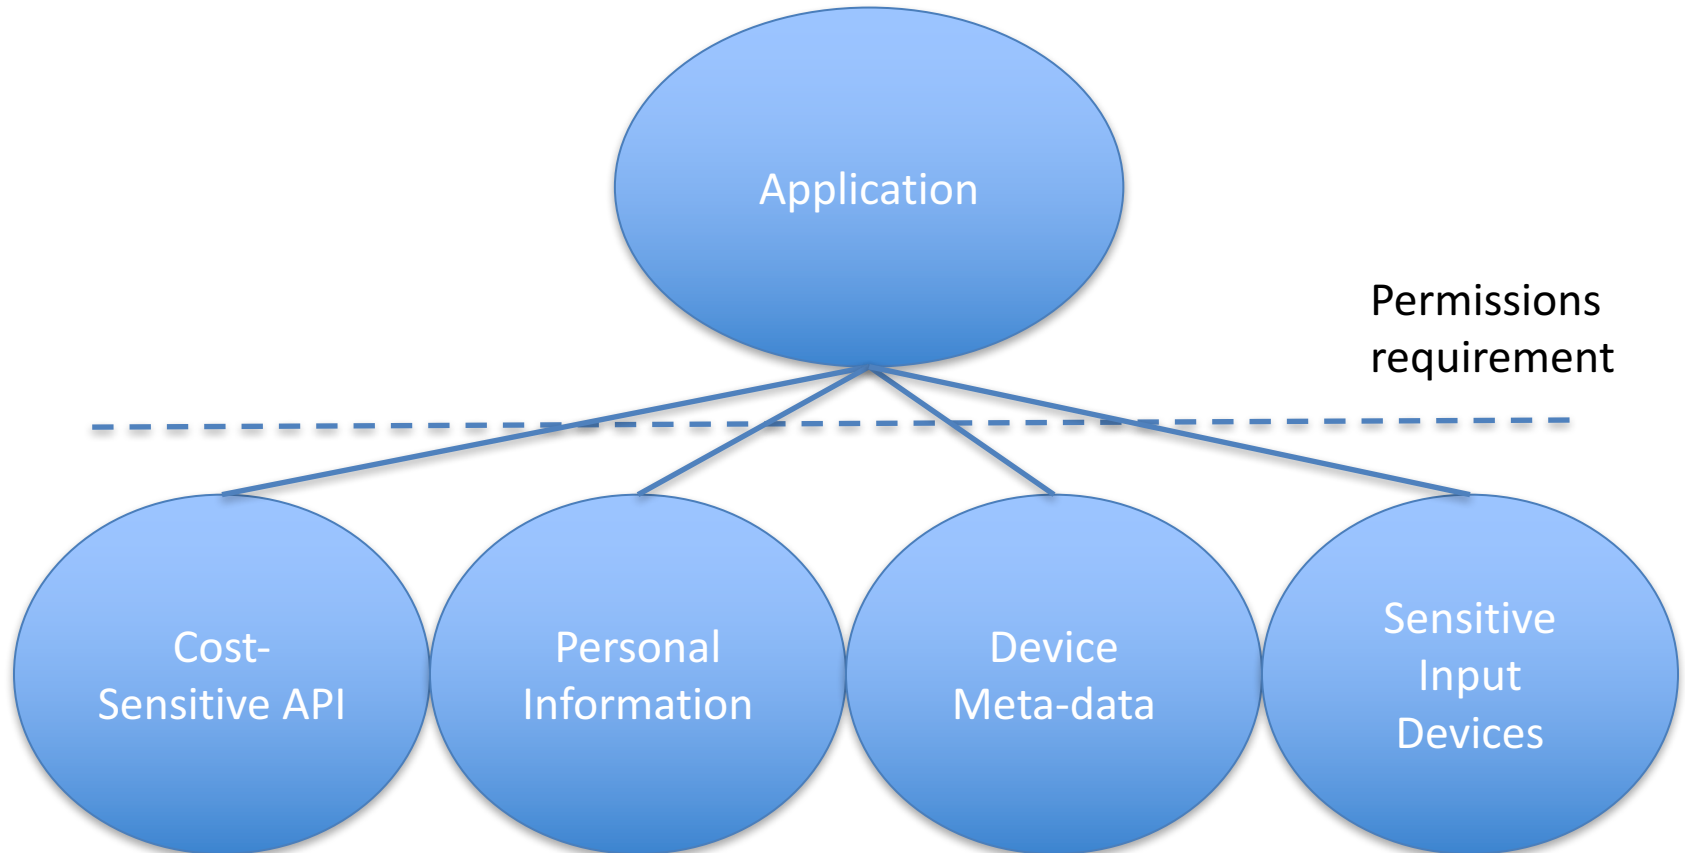 Application
Permissions
requirement
Cost-
Sensitive API
Personal
Information
Device
Meta-data
Sensitive
Input
Devices